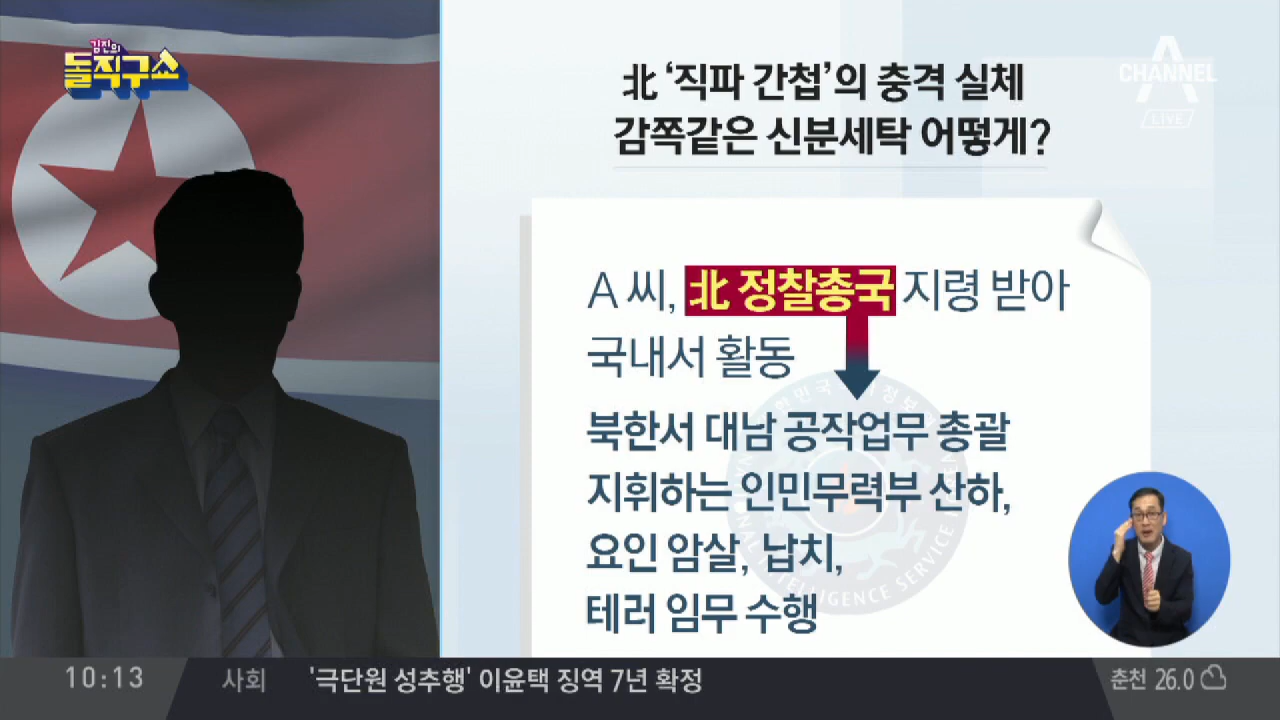 김진의
돌직구쇼
CHANNEL A
LIVE
北 ‘직파 간첩’의 충격 실체
감쪽같은 신분세탁 어떻게?
A 씨, 北 정찰총국 지령 받아
국내서 활동
북한서 대남 공작업무 총괄
지휘하는 인민무력부 산하,
요인 암살, 납치,
테러 임무 수행
INTELLIGENCE SERVICE
10:13 사회 '극단원 성추행' 이윤택 징역 7년 확정 춘천 26.0